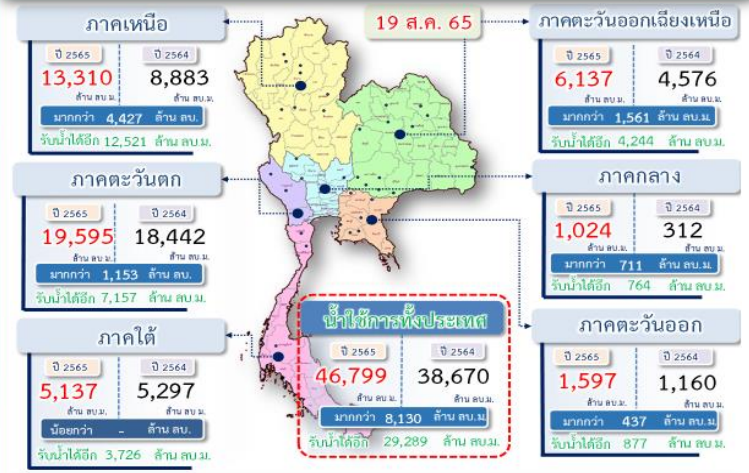 ภาคเหนือ
ปี 2565 ปี 2564
13,310 8,883
ล้าน ลบ ม. ล้าน ลบ ม.
มากกว่า 4,427 ล้าน ลบ.
รับน้ำได้อีก 12,521 ล้าน ลบ.ม.
19 ส.ค. 65
ภาคตะวันออกเฉียงเหนือ
ปี 2565 ปี 2564
6,137 4,576
ล้าน ลบ ม. ล้าน ลบ ม.
มากกว่า 1,561 ล้าน ลบ.ม.
รับน้ำได้อีก 4,244 ล้าน ลบ.ม.
ภาคตะวันตก
ปี 2565 ปี 2564
19,595 18,442
ล้าน ลบ ม. ล้าน ลบ ม.
มากกว่า 1,153 ล้าน ลบ.
รับน้ำได้อีก 7,157 ล้าน ลบ.ม.
ภาคกลาง
ปี 2565 ปี 2564
1,024 312
ล้าน ลบ.ม. ล้าน ลบ ม.
มากกว่า 711 ล้าน ลบ.ม.
รับน้ำได้อีก 764 ล้าน ลบ.ม.
ภาคใต้
ปี 2565 ปี 2564
5,137 5,297
ล้าน ลบ ม. ล้าน ลบ ม.
น้อยกว่า - ล้าน ลบ.
รับน้ำได้อีก 3,726 ล้าน ลบ.ม.
น้ำใช้การทั้งประเทศ
ปี 2565 ปี 2564
46,799 38,670
ล้าน ลบ ม. ล้าน ลบ ม.
มากกว่า 8,130 ล้าน ลบ.ม.
รับน้ำได้อีก 29,289 ล้าน ลบ.ม.
ภาคตะวันออก
ปี 2565 ปี 2564
1,597 1,160
ล้าน ลบ.ม. ล้าน ลบ ม.
มากกว่า 437 ล้าน ลบ.ม.
รับน้ำได้อีก 877 ล้าน ลบ.ม.